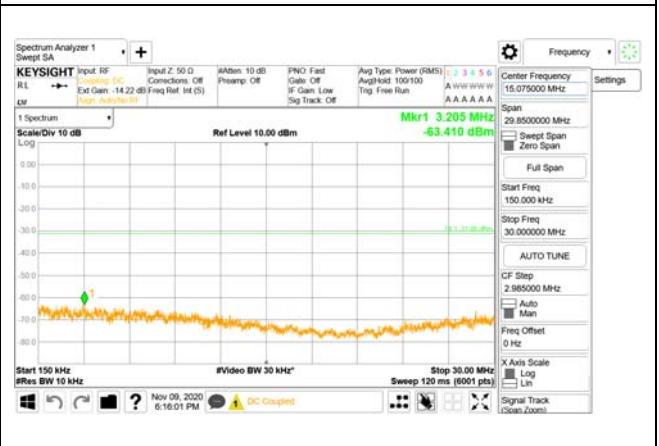 Spectrum Analyzer 1
Swept SA
+
Frequency
KEYSIGHT
RL
Input: RF
Coupling: DC
Ext Gain: -14.22 dB
Align: Auto/No RF
Input Z: 50 Ω
Corrections: Off
Freq Ref: Int (S)
#Atten: 10 dB
Preamp: Off
PNO: Fast
Gate: Off
IF Gain: Low
Sig Track: Off
Avg Type: Power (RMS)
Avg|Hold: 100/100
Trig: Free Run
1 2 3 4 5 6
A W W W W W
A A A A A A
1 Spectrum
Scale/Div 10 dB
Ref Level 10.00 dBm
Mkr1 3.205 MHz
-63.410 dBm
Log
0.00
-10.0
-20.0
-30.0
-40.0
-50.0
-60.0
-70.0
-80.0
1
Start 150 kHz
#Res BW 10 kHz
#Video BW 30 kHz*
Stop 30.00 MHz
Sweep 120 ms (6001 pts)
Nov 09, 2020
6:16:01 PM
DC Coupled
Center Frequency
15.075000 MHz
Settings
Span
29.8500000 MHz
Swept Span
Zero Span
Full Span
Start Freq
150.000 kHz
Stop Freq
30.000000 MHz
AUTO TUNE
CF Step
2.985000 MHz
Auto
Man
Freq Offset
0 Hz
X Axis Scale
Log
Lin
Signal Track
(Span Zoom)